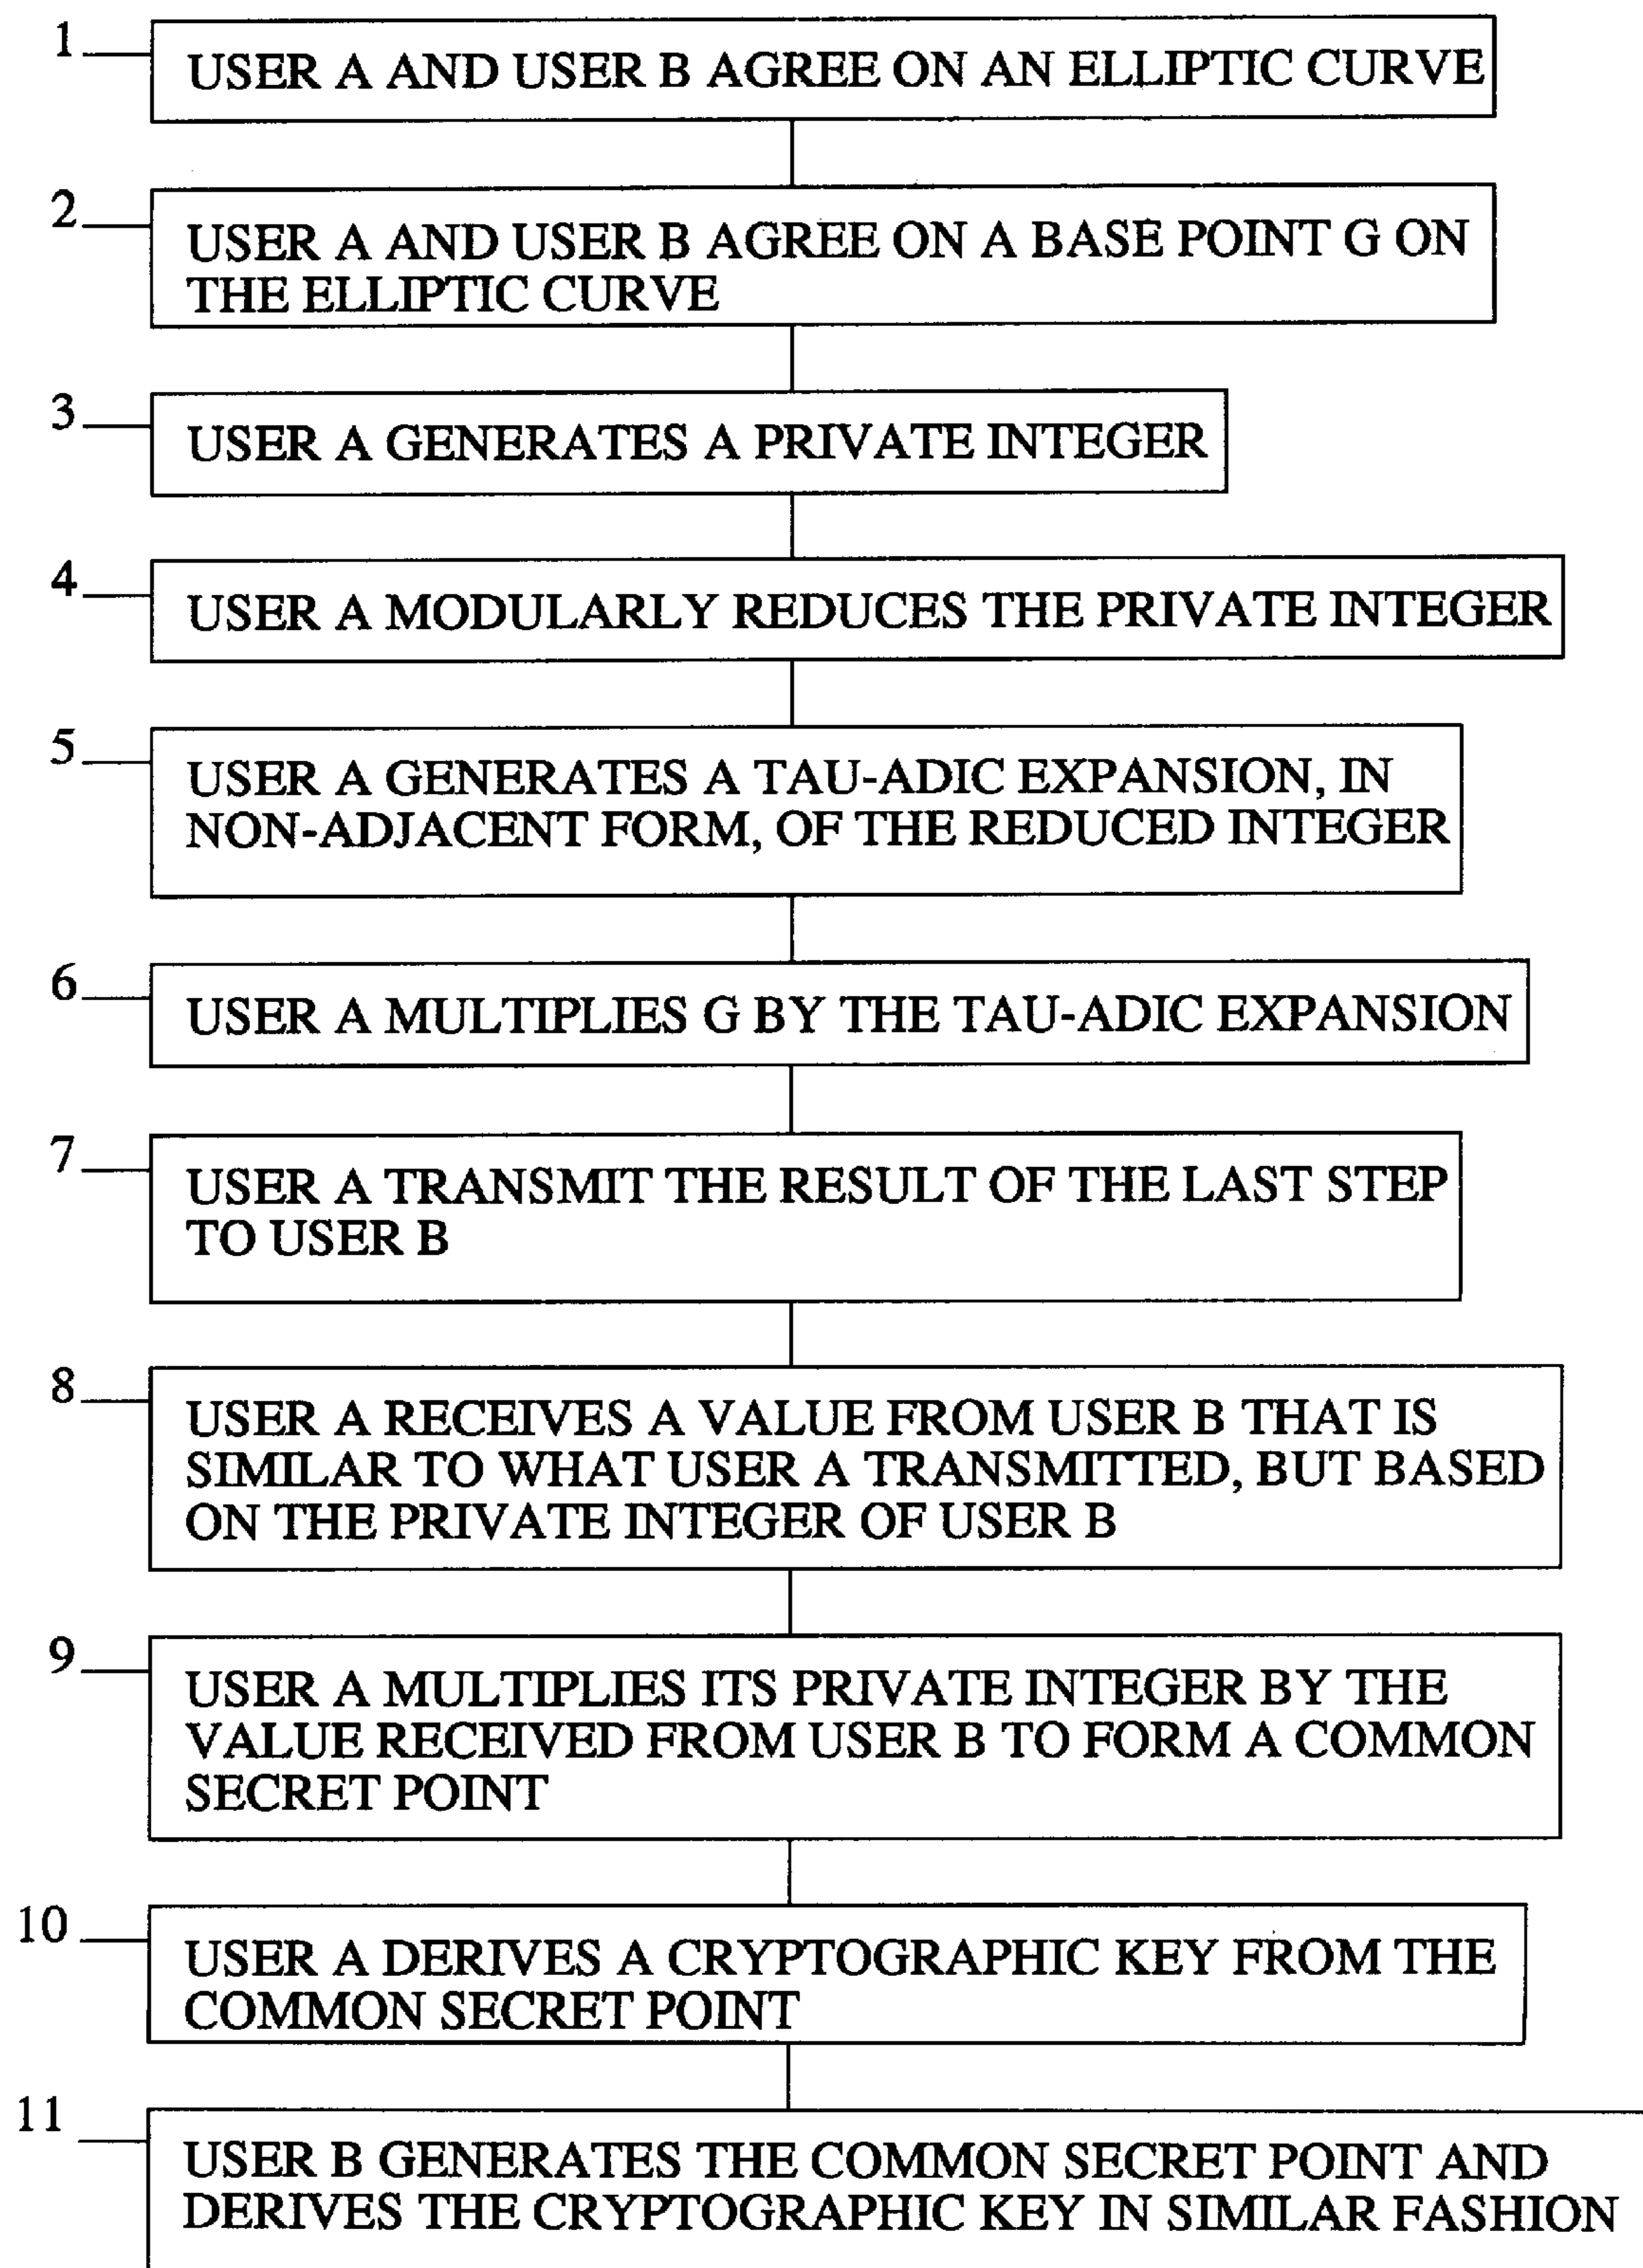 1
USER A AND USER B AGREE ON AN ELLIPTIC CURVE
2
USER A AND USER B AGREE ON A BASE POINT G ON
THE ELLIPTIC CURVE
3
USER A GENERATES A PRIVATE INTEGER
4
USER A MODULARLY REDUCES THE PRIVATE INTEGER
5
USER A GENERATES A TAU-ADIC EXPANSION, IN
NON-ADJACENT FORM, OF THE REDUCED INTEGER
6
USER A MULTIPLIES G BY THE TAU-ADIC EXPANSION
7
USER A TRANSMIT THE RESULT OF THE LAST STEP
TO USER B
8
USER A RECEIVES A VALUE FROM USER B THAT IS
SIMILAR TO WHAT USER A TRANSMITTED, BUT BASED
ON THE PRIVATE INTEGER OF USER B
9
USER A MULTIPLIES ITS PRIVATE INTEGER BY THE
VALUE RECEIVED FROM USER B TO FORM A COMMON
SECRET POINT
10
USER A DERIVES A CRYPTOGRAPHIC KEY FROM THE
COMMON SECRET POINT
11
USER B GENERATES THE COMMON SECRET POINT AND
DERIVES THE CRYPTOGRAPHIC KEY IN SIMILAR FASHION